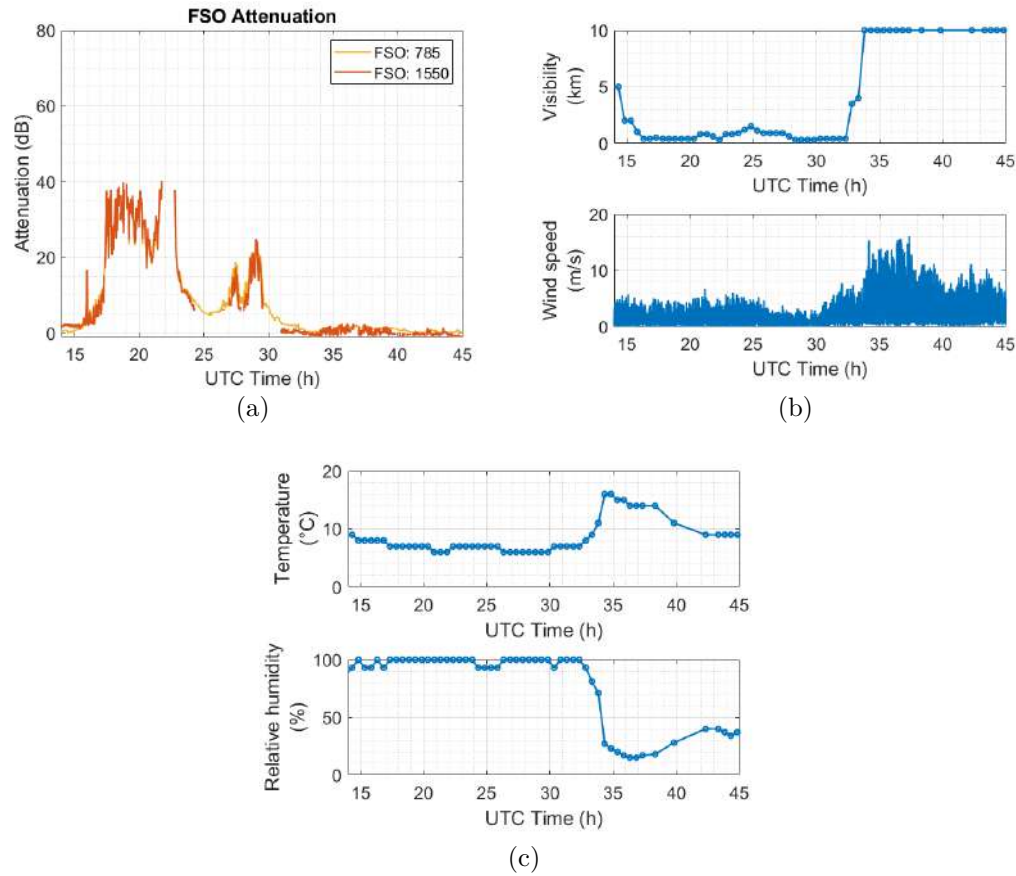 FSO Attenuation
80
60
40
20
0
Attenuation (dB)
FSO: 785
FSO: 1550
15 20 25 30 35 40 45
UTC Time (h)
(a)
10
5
0
Visibility
(km)
15 20 25 30 35 40 45
UTC Time (h)
20
10
0
Wind speed
(m/s)
15 20 25 30 35 40 45
UTC Time (h)
(b)
20
10
0
Temperature
(°C)
15 20 25 30 35 40 45
UTC Time (h)
100
50
0
Relative humidity
(%)
15 20 25 30 35 40 45
UTC Time (h)
(c)